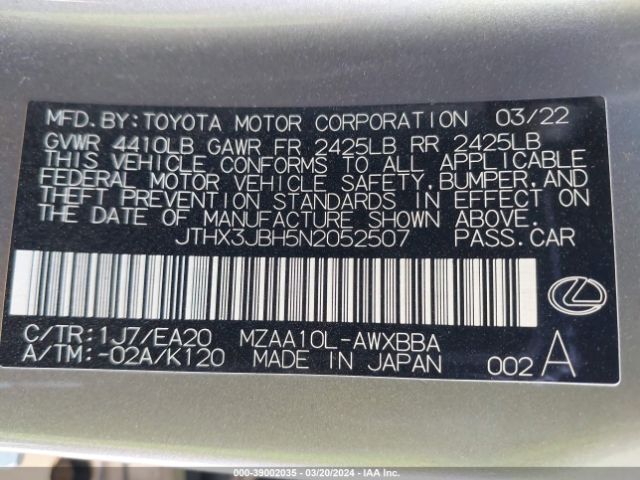 MFD.BY:TOYOTA MOTOR CORPORATION 03/22
GVWR 4410LB GAWR FR 2425LB RR 2425LB
THIS VEHICLE CONFORMS TO ALL APPLICABLE
FEDERAL MOTOR VEHICLE SAFETY,BUMPER,AND
THEFT PREVENTION STANDARDS IN EFFECT ON
THE DATE OF MANUFACTURE SHOWN ABOVE.
JTHX3JBH5N2052507 PASS.CAR
C/TR:1J7/EA20 MZAA10L-AWXBBA
A/TM:-02A/K120 MADE IN JAPAN 002 A
000-39002035 - 03/20/2024 - IAA Inc.